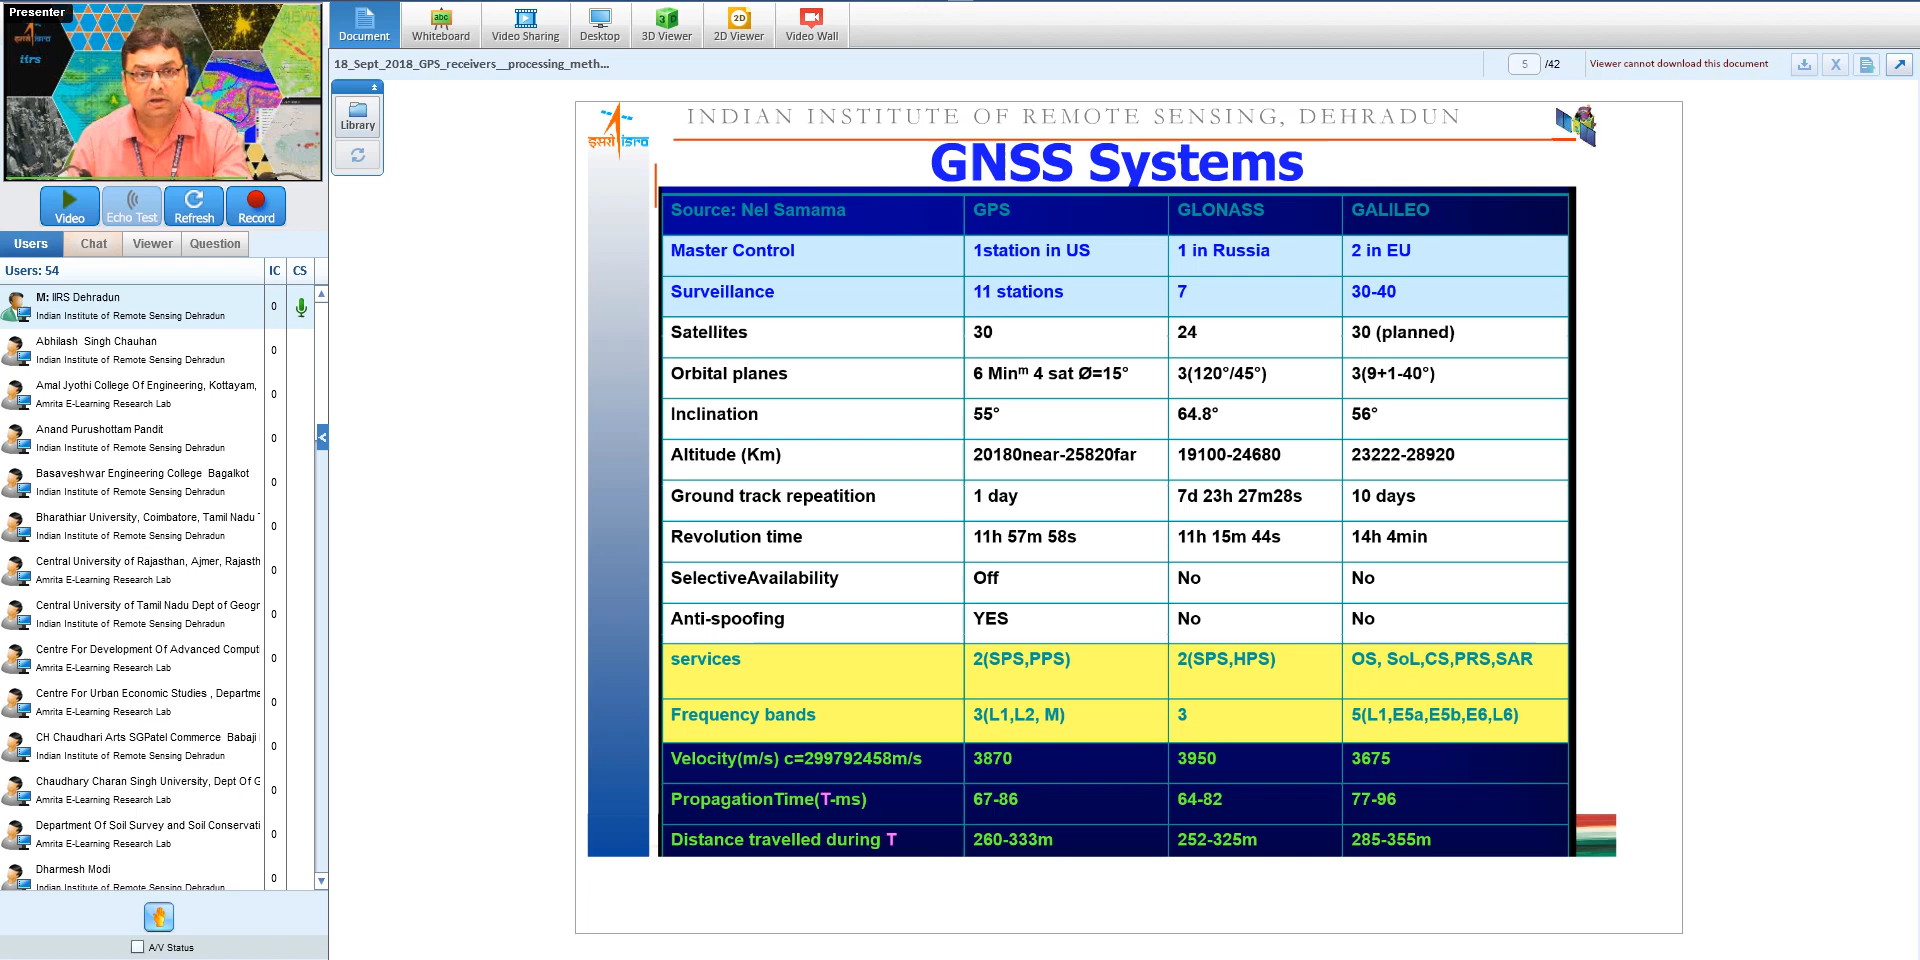 Presenter
इसरो isro
iirs
Video
Echo Test
Refresh
Record
Users
Chat
Viewer
Question
Users: 54
IC
CS
M: IIRS Dehradun
Indian Institute of Remote Sensing Dehradun
0
Abhilash Singh Chauhan
Indian Institute of Remote Sensing Dehradun
0
Amal Jyothi College Of Engineering, Kottayam,
Amrita E-Learning Research Lab
0
Anand Purushottam Pandit
Indian Institute of Remote Sensing Dehradun
0
Basaveshwar Engineering College Bagalkot
Indian Institute of Remote Sensing Dehradun
0
Bharathiar University, Coimbatore, Tamil Nadu
Indian Institute of Remote Sensing Dehradun
0
Central University of Rajasthan, Ajmer, Rajasth
Amrita E-Learning Research Lab
0
Central University of Tamil Nadu Dept of Geogr
Indian Institute of Remote Sensing Dehradun
0
Centre For Development Of Advanced Comput
Amrita E-Learning Research Lab
0
Centre For Urban Economic Studies , Departme
Amrita E-Learning Research Lab
0
CH Chaudhari Arts SGPatel Commerce Babaji
Indian Institute of Remote Sensing Dehradun
0
Chaudhary Charan Singh University, Dept Of G
Amrita E-Learning Research Lab
0
Department Of Soil Survey and Soil Conservati
Amrita E-Learning Research Lab
0
Dharmesh Modi
Indian Institute of Remote Sensing Dehradun
0
A/V Status
Document
abc Whiteboard
Video Sharing
Desktop
3D 3D Viewer
2D 2D Viewer
Video Wall
18_Sept_2018_GPS_receivers__processing_meth...
5 /42
Viewer cannot download this document
X
Library
इसरो isro
INDIAN INSTITUTE OF REMOTE SENSING, DEHRADUN
GNSS Systems
Source: Nel Samama GPS GLONASS GALILEO
Master Control 1station in US 1 in Russia 2 in EU
Surveillance 11 stations 7 30-40
Satellites 30 24 30 (planned)
Orbital planes 6 Minᵐ 4 sat Ø=15° 3(120°/45°) 3(9+1-40°)
Inclination 55° 64.8° 56°
Altitude (Km) 20180near-25820far 19100-24680 23222-28920
Ground track repeatition 1 day 7d 23h 27m28s 10 days
Revolution time 11h 57m 58s 11h 15m 44s 14h 4min
SelectiveAvailability Off No No
Anti-spoofing YES No No
services 2(SPS,PPS) 2(SPS,HPS) OS, SoL,CS,PRS,SAR
Frequency bands 3(L1,L2, M) 3 5(L1,E5a,E5b,E6,L6)
Velocity(m/s) c=299792458m/s 3870 3950 3675
PropagationTime(T-ms) 67-86 64-82 77-96
Distance travelled during T 260-333m 252-325m 285-355m